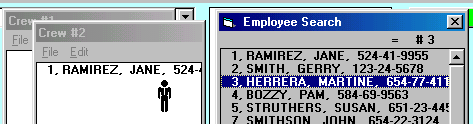 Crew #1
File
Crew #2
File Edit
1, RAMIREZ, JANE, 524-4
Employee Search
= # 3
1, RAMIREZ, JANE, 524-41-9955
2, SMITH, GERRY, 123-24-5678
3, HERRERA, MARTINE, 654-77-411
4, BOZZY, PAM, 584-69-9563
5, STRUTHERS, SUSAN, 651-23-445
7, SMITHSON, JOHN, 654-22-3124